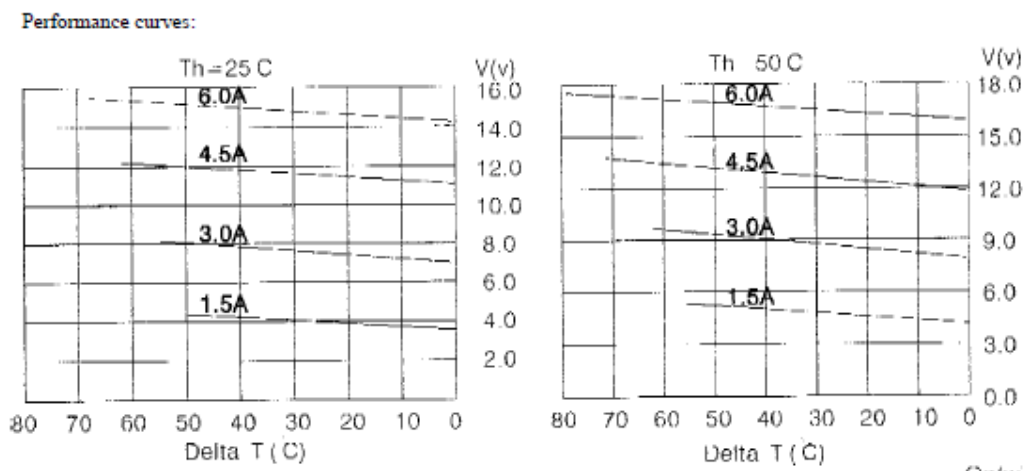 Performance curves:
Th=25 C
V(v)
16.0
14.0
12.0
10.0
8.0
6.0
4.0
2.0
6.0A
4.5A
3.0A
1.5A
80 70 60 50 40 30 20 10 0
Delta T ( C)
Th 50 C
V(v)
18.0
15.0
12.0
9.0
6.0
3.0
0.0
6.0A
4.5A
3.0A
1.5A
80 70 60 50 40 30 20 10 0
Delta T ( C)